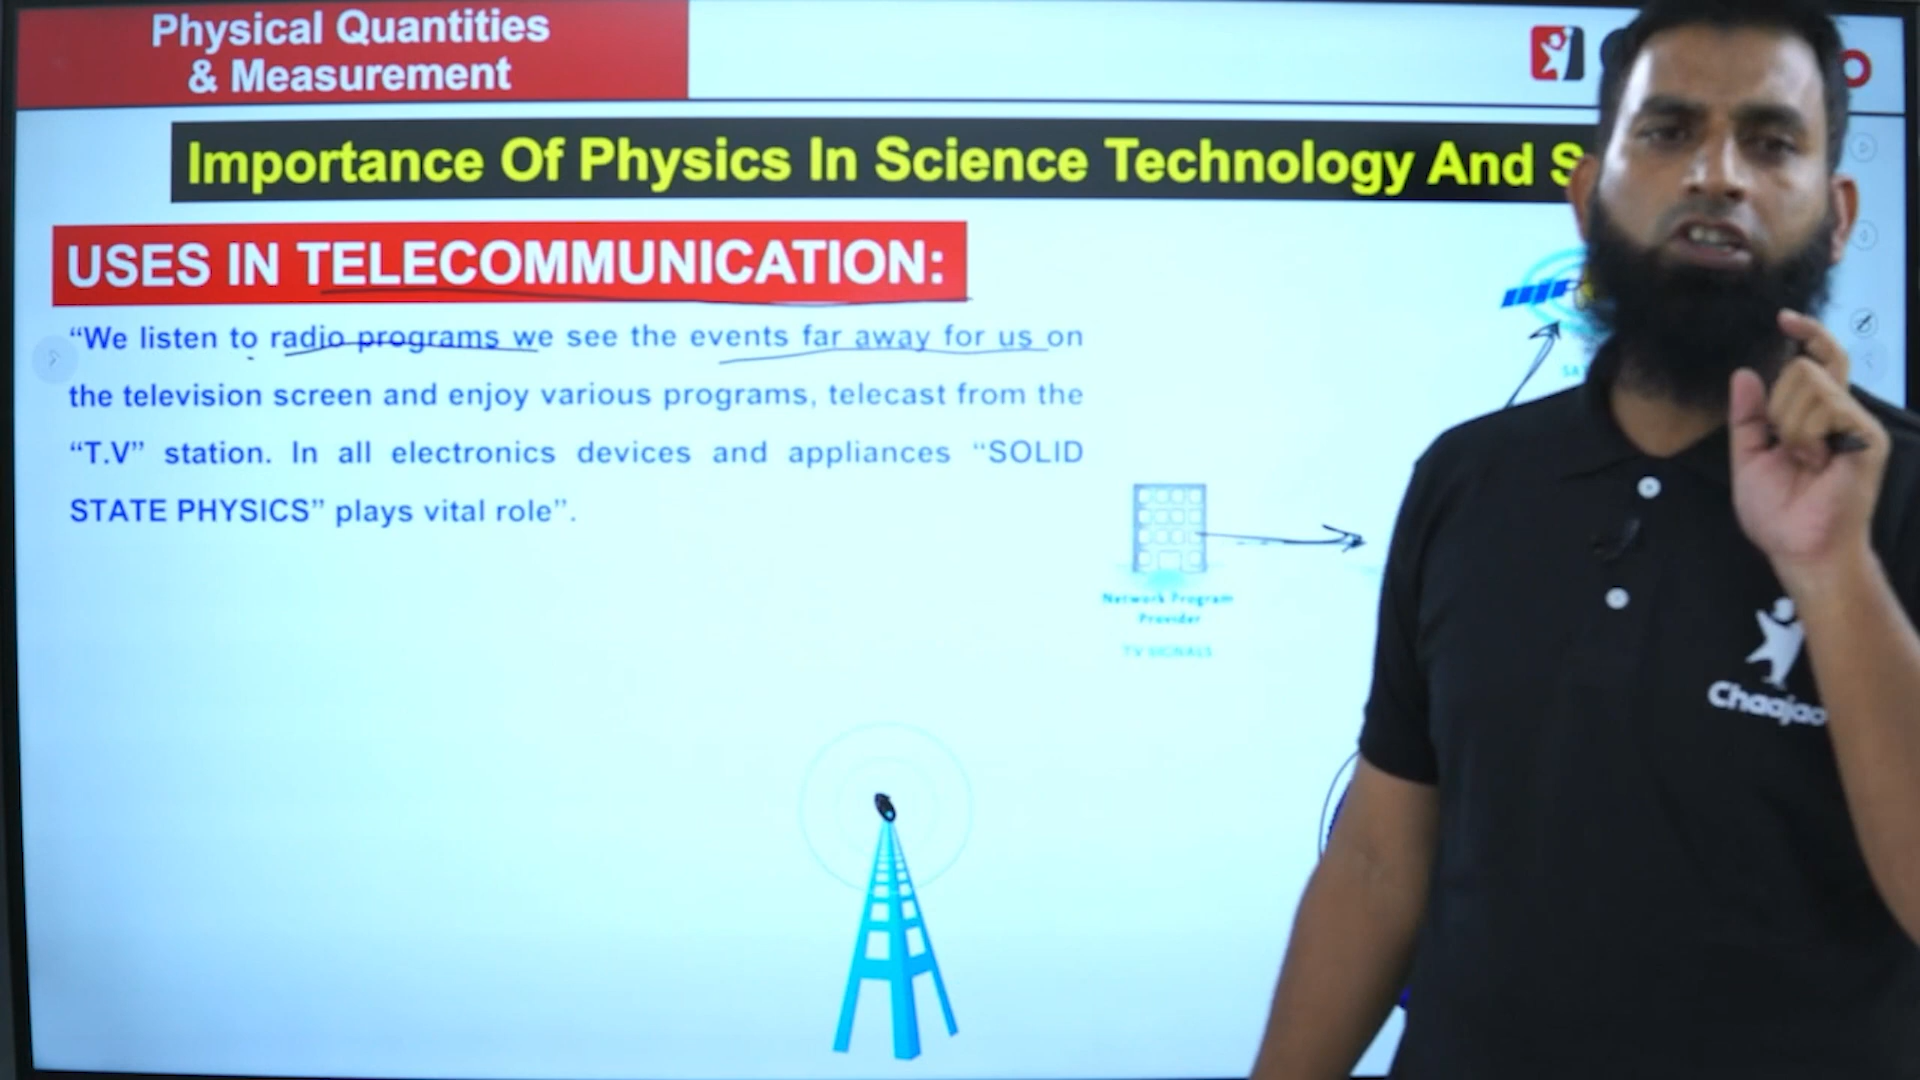 Physical Quantities
& Measurement
Importance Of Physics In Science Technology And S
USES IN TELECOMMUNICATION:
“We listen to radio programs we see the events far away for us on
the television screen and enjoy various programs, telecast from the
“T.V” station. In all electronics devices and appliances “SOLID
STATE PHYSICS” plays vital role”.
Network Program
Provider
TV SIGNALS
Chaajao